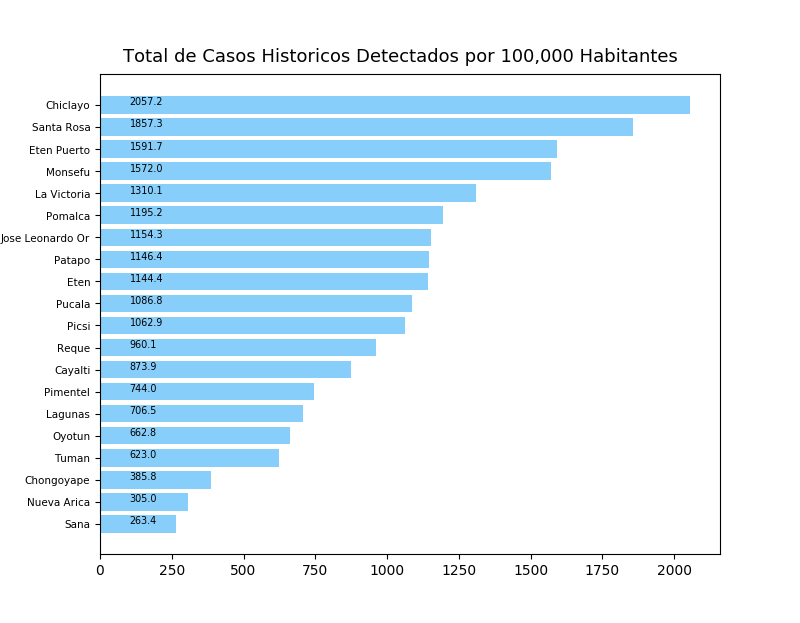 Total de Casos Historicos Detectados por 100,000 Habitantes
Chiclayo 2057.2
Santa Rosa 1857.3
Eten Puerto 1591.7
Monsefu 1572.0
La Victoria 1310.1
Pomalca 1195.2
Jose Leonardo Or 1154.3
Patapo 1146.4
Eten 1144.4
Pucala 1086.8
Picsi 1062.9
Reque 960.1
Cayalti 873.9
Pimentel 744.0
Lagunas 706.5
Oyotun 662.8
Tuman 623.0
Chongoyape 385.8
Nueva Arica 305.0
Sana 263.4
0 250 500 750 1000 1250 1500 1750 2000